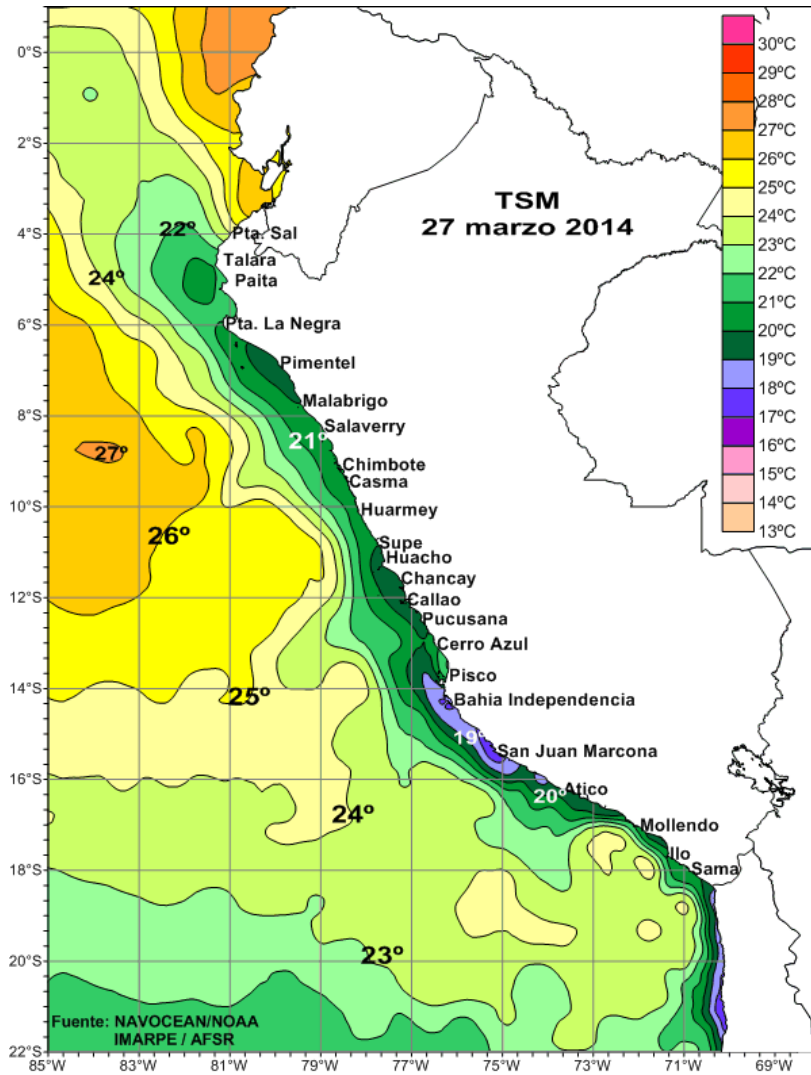 0°S
2°S
4°S
6°S
8°S
10°S
12°S
14°S
16°S
18°S
20°S
22°S
85°W
83°W
81°W
79°W
77°W
75°W
73°W
71°W
69°W
TSM
27 marzo 2014
30ºC
29ºC
28ºC
27ºC
26ºC
25ºC
24ºC
23ºC
22ºC
21ºC
20ºC
19ºC
18ºC
17ºC
16ºC
15ºC
14ºC
13ºC
22º
Pta. Sal
Talara
24º
Paita
Pta. La Negra
Pimentel
Malabrigo
Salaverry
21º
27º
Chimbote
Casma
Huarmey
26º
Supe
Huacho
Chancay
Callao
Pucusana
Cerro Azul
Pisco
25º
Bahia Independencia
19º
San Juan Marcona
20º
Atico
24º
Mollendo
Ilo
Sama
23º
Fuente: NAVOCEAN/NOAA
IMARPE / AFSR